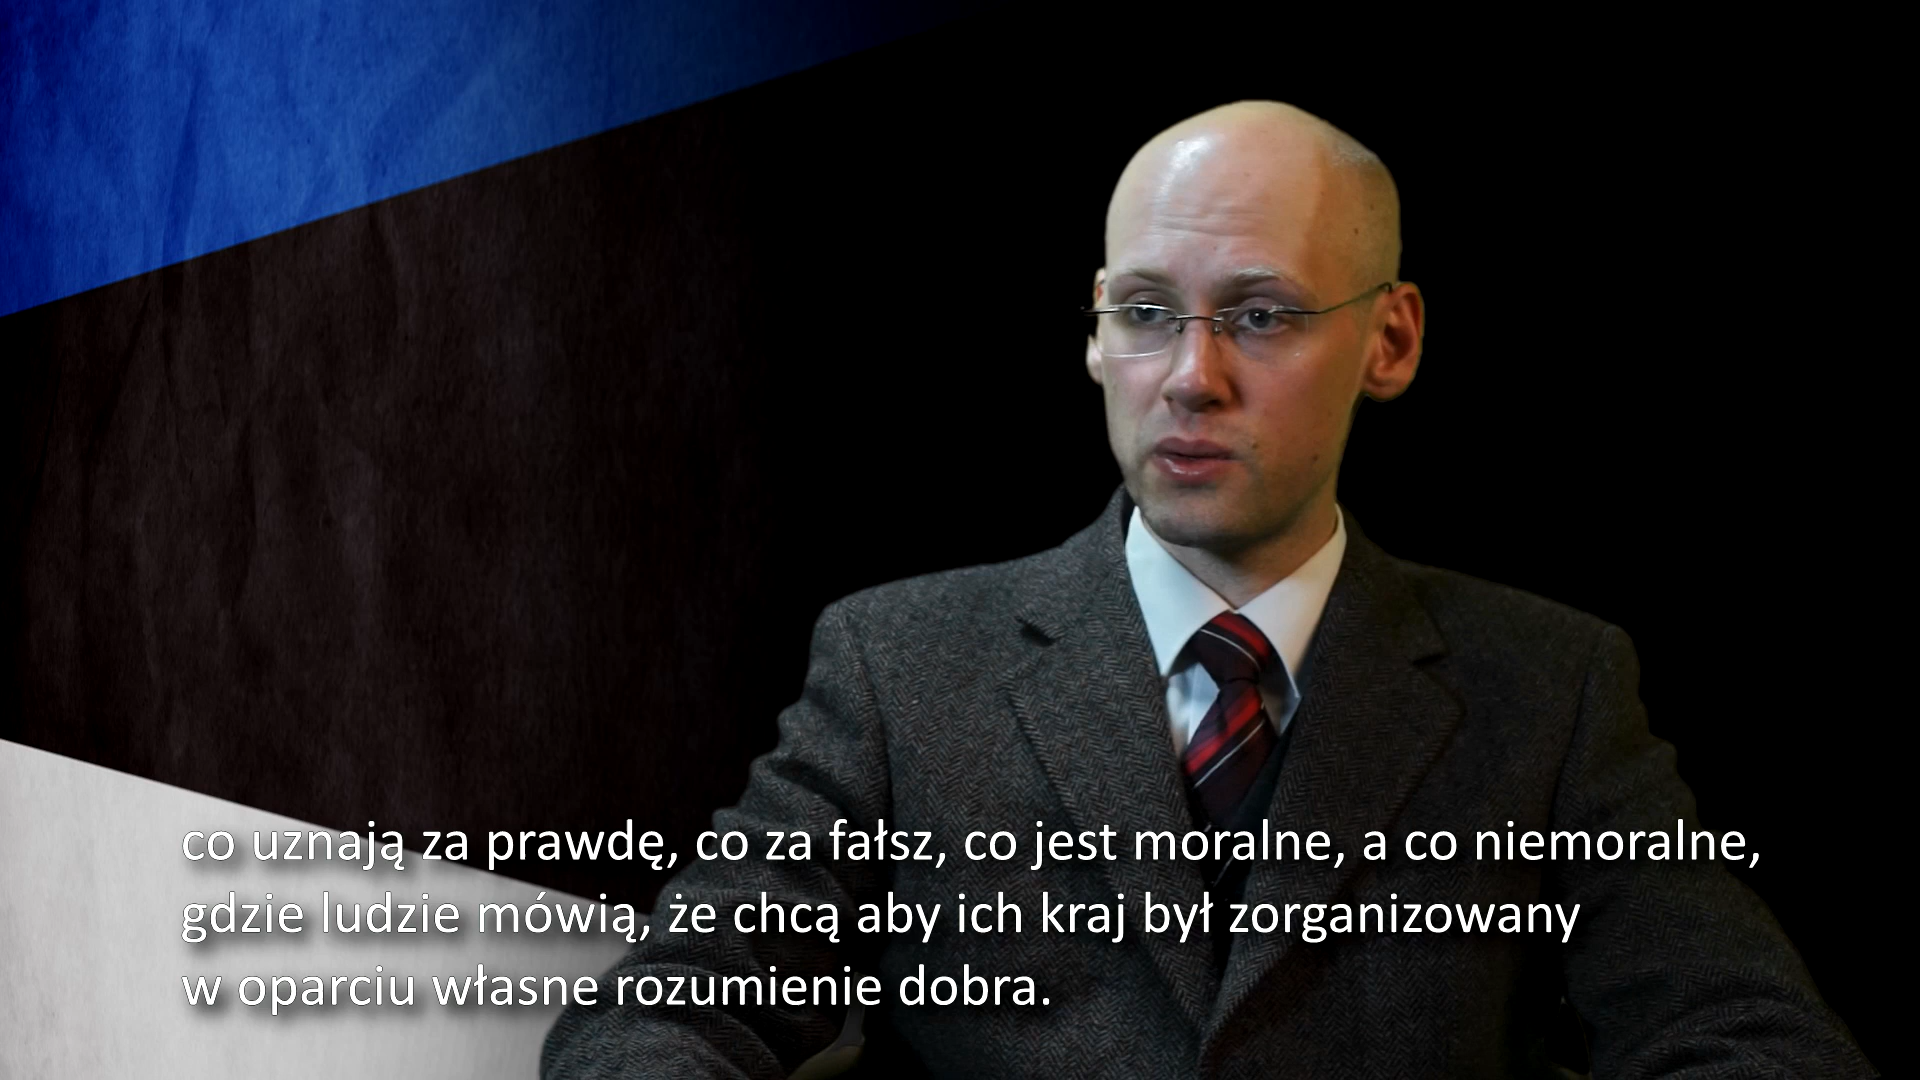 co uznają za prawdę, co za fałsz, co jest moralne, a co niemoralne,
gdzie ludzie mówią, że chcą aby ich kraj był zorganizowany
w oparciu własne rozumienie dobra.